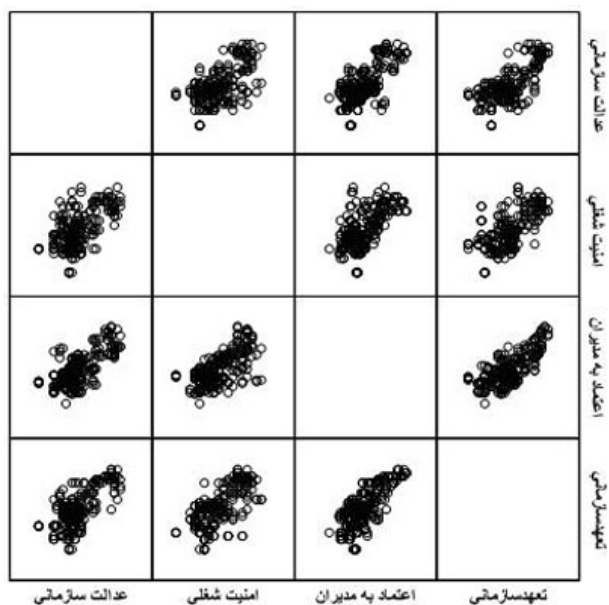 عدالت سازمانی
امنیت شغلی
اعتماد به مدیران
تعهدسازمانی
عدالت سازمانی
امنیت شغلی
اعتماد به مدیران
تعهدسازمانی